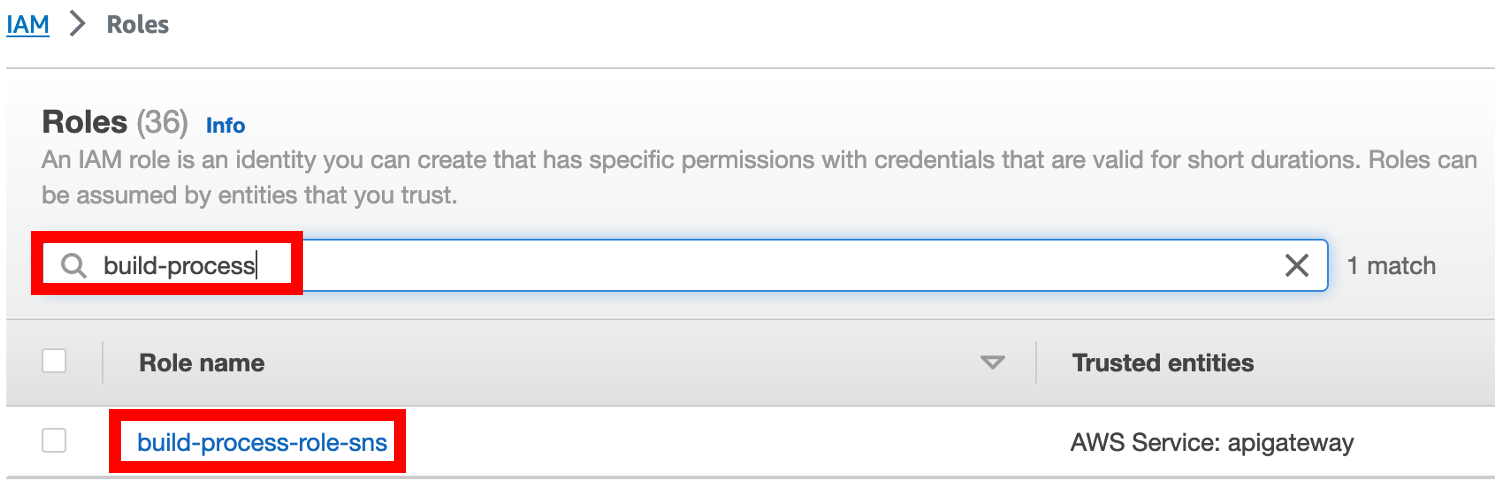 IAM > Roles
Roles (36) Info
An IAM role is an identity you can create that has specific permissions with credentials that are valid for short durations. Roles can
be assumed by entities that you trust.
build-process 1 match
Role name Trusted entities
build-process-role-sns AWS Service: apigateway